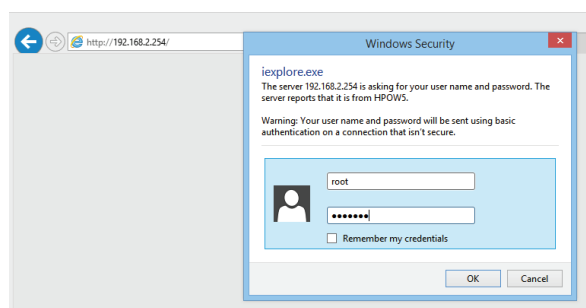 http://192.168.2.254/
Windows Security
iexplore.exe
The server 192.168.2.254 is asking for your user name and password. The
server reports that it is from HPOW5.
Warning: Your user name and password will be sent using basic
authentication on a connection that isn't secure.
root
•••••••
Remember my credentials
OK
Cancel